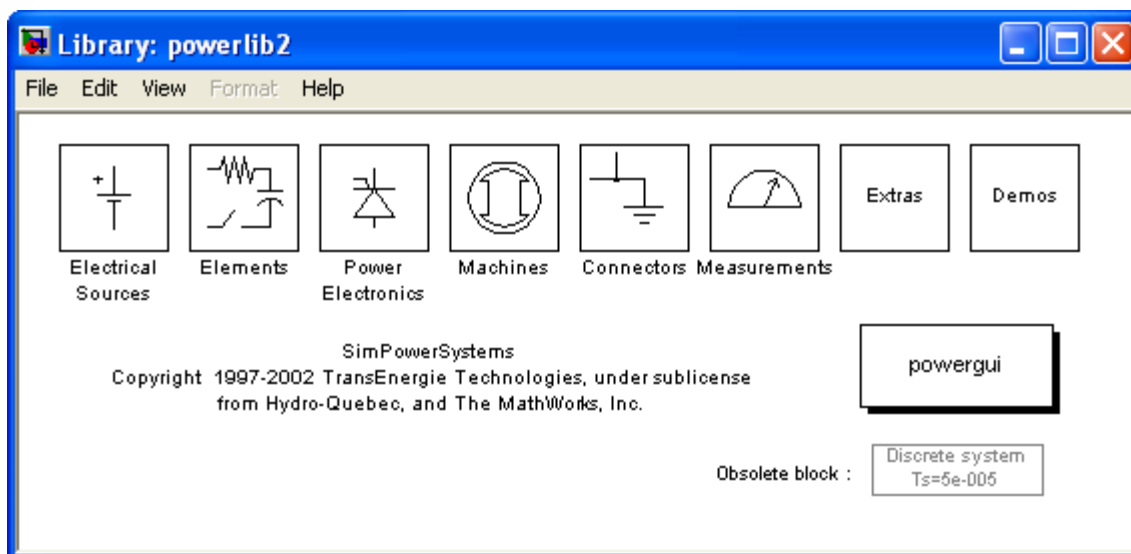 Library: powerlib2
File Edit View Format Help
Extras
Demos
Electrical
Sources
Elements
Power
Electronics
Machines
Connectors
Measurements
SimPowerSystems
Copyright 1997-2002 TransEnergie Technologies, under sublicense
from Hydro-Quebec, and The MathWorks, Inc.
powergui
Obsolete block :
Discrete system
Ts=5e-005